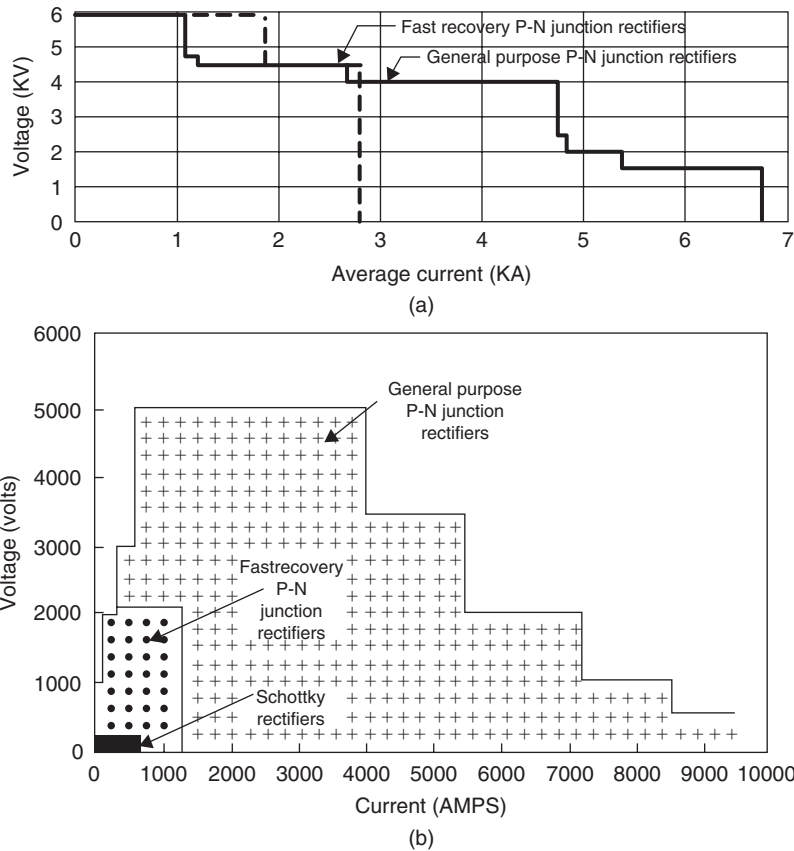 6
5
4
3
2
1
0
Voltage (KV)
Fast recovery P-N junction rectifiers
General purpose P-N junction rectifiers
0 1 2 3 4 5 6 7
Average current (KA)
(a)
6000
5000
4000
3000
2000
1000
0
Voltage (volts)
General purpose
P-N junction
rectifiers
Fastrecovery
P-N
junction
rectifiers
Schottky
rectifiers
0 1000 2000 3000 4000 5000 6000 7000 8000 9000 10000
Current (AMPS)
(b)